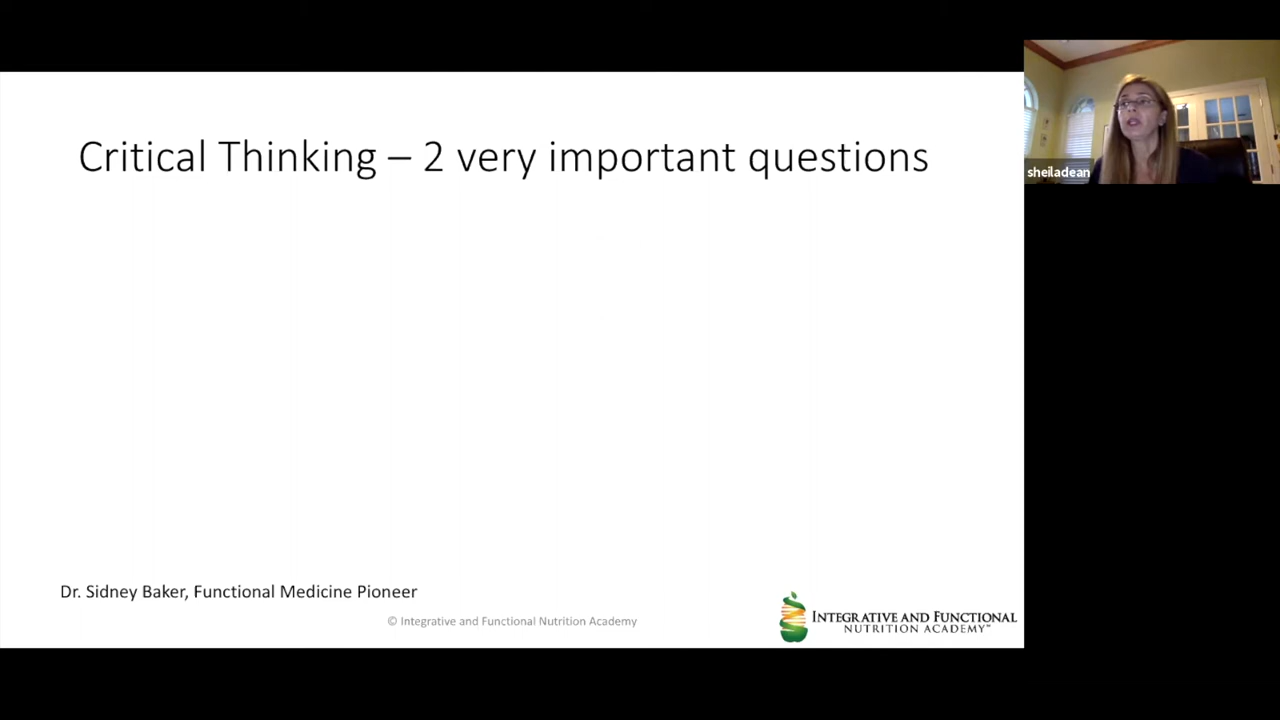 Critical Thinking – 2 very important questions
sheiladean
Dr. Sidney Baker, Functional Medicine Pioneer
© Integrative and Functional Nutrition Academy
INTEGRATIVE AND FUNCTIONAL
NUTRITION ACADEMY™